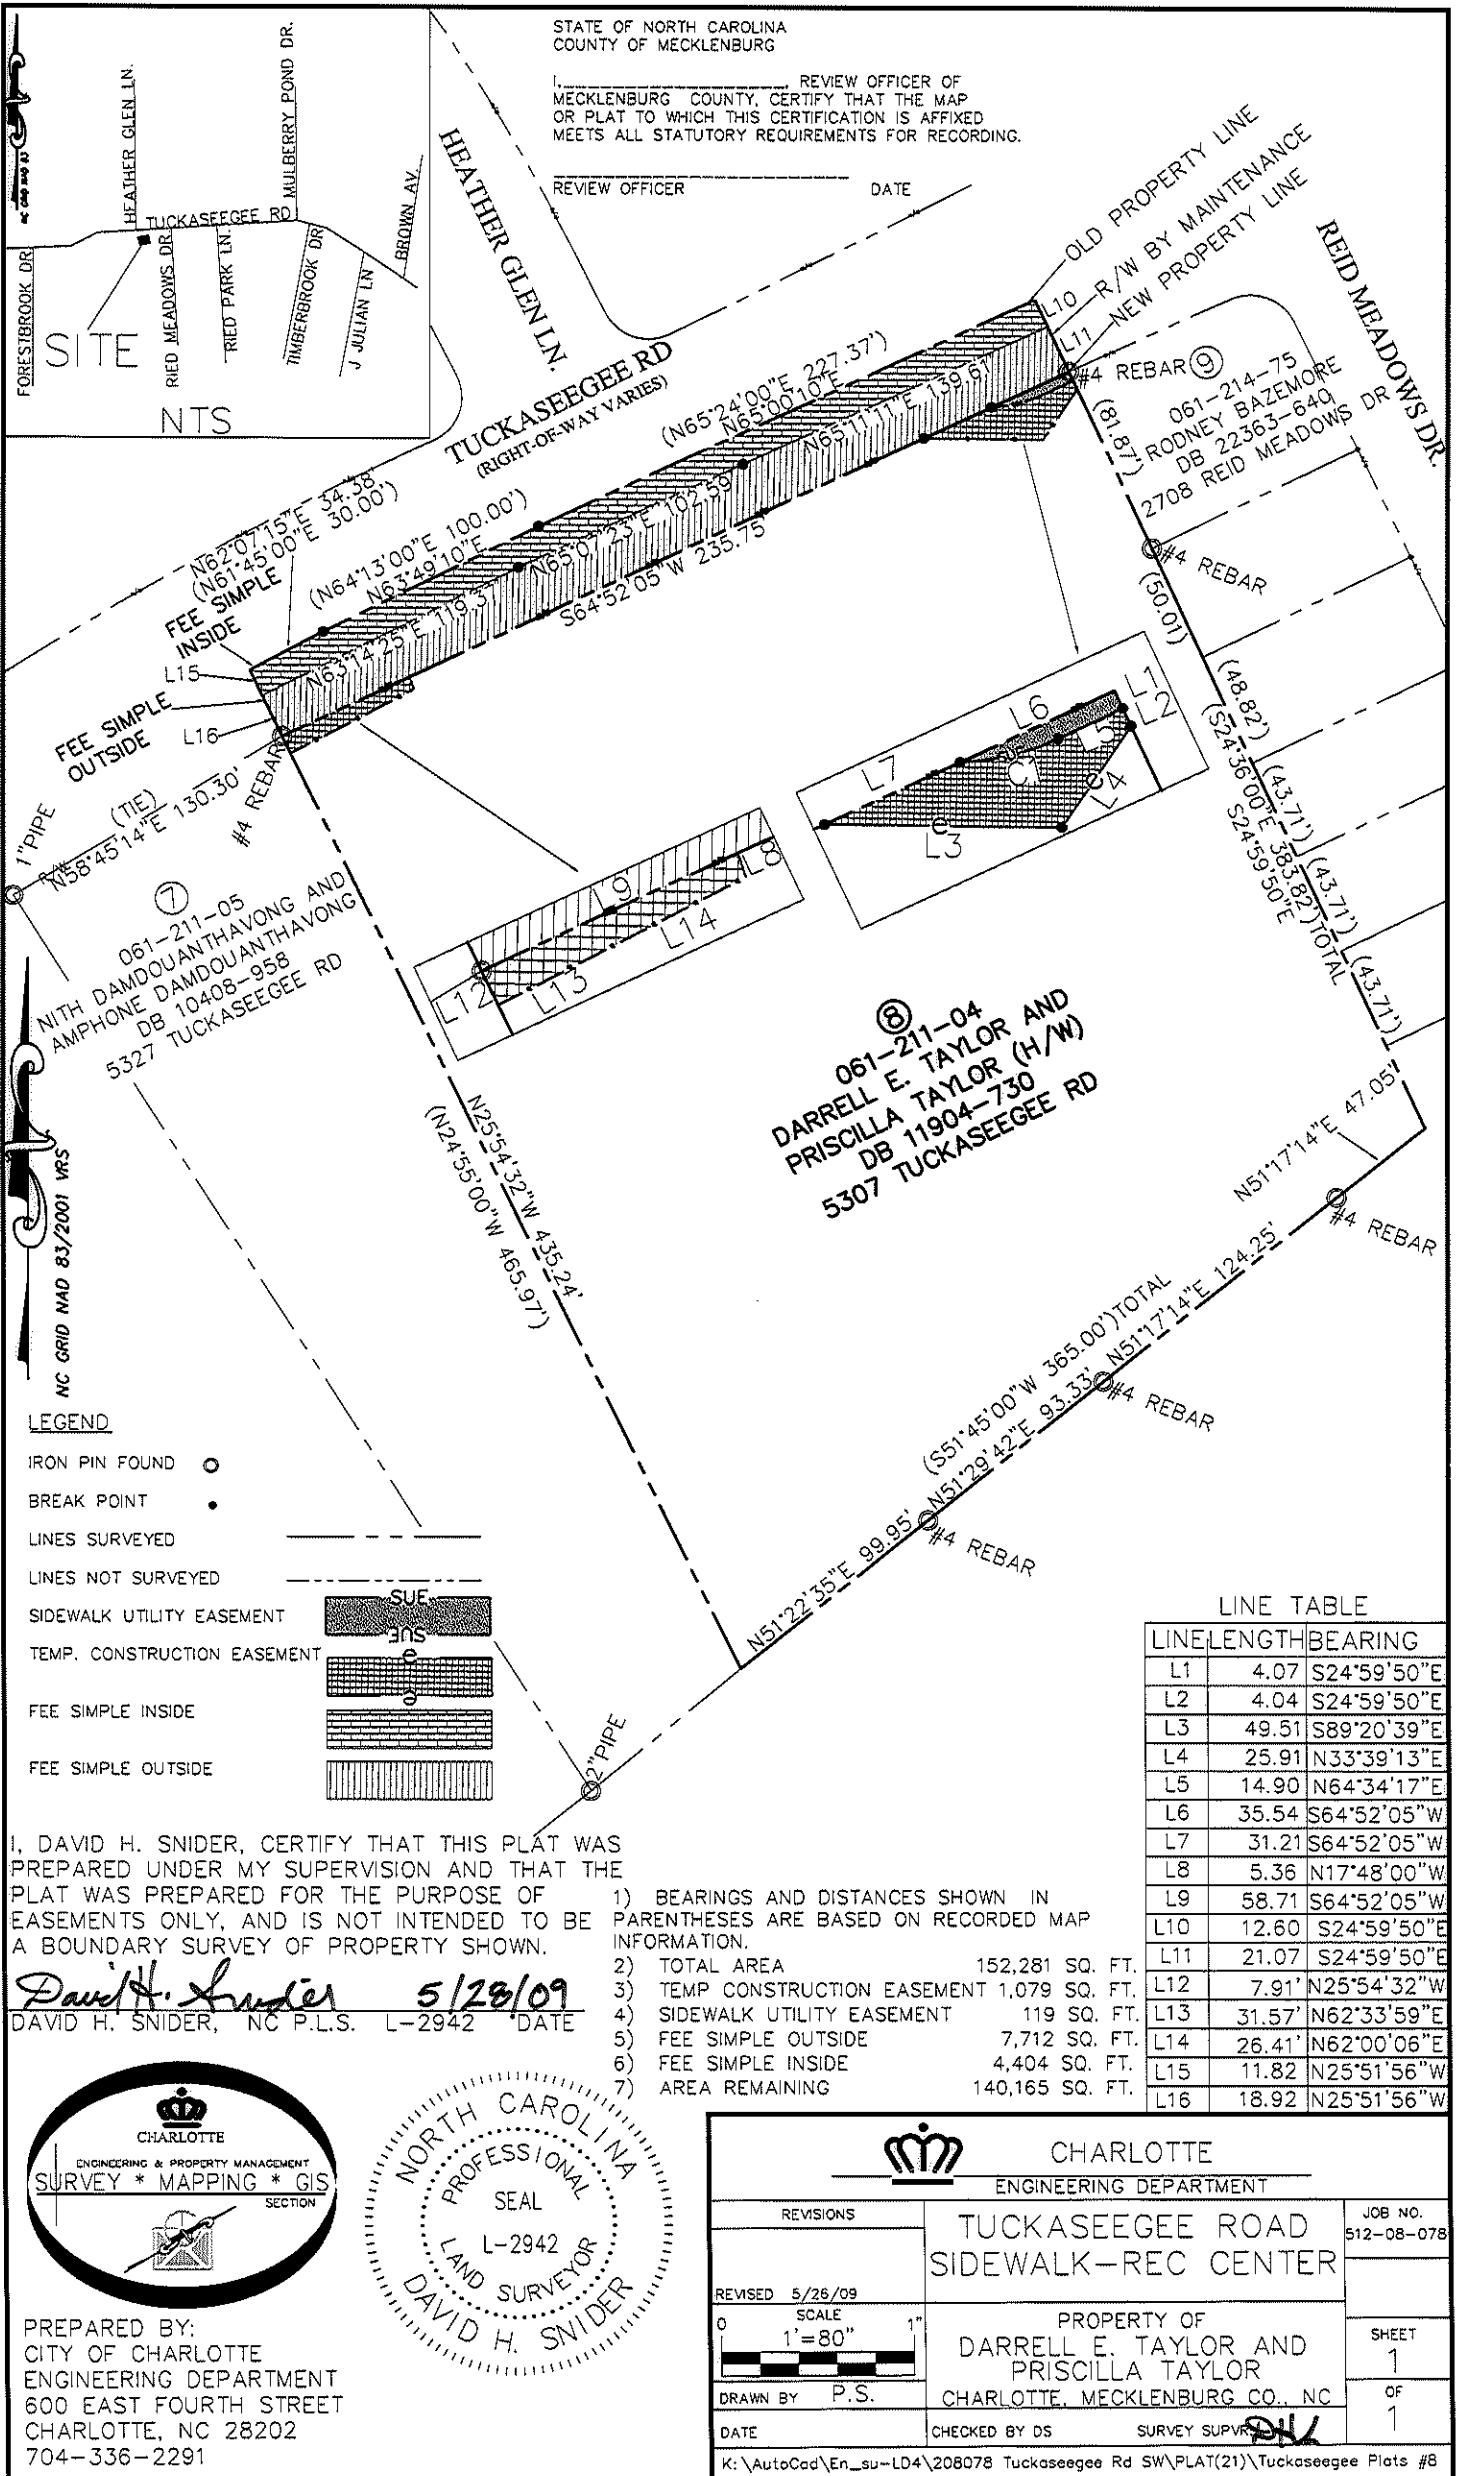 STATE OF NORTH CAROLINA
COUNTY OF MECKLENBURG
I,____________________, REVIEW OFFICER OF
MECKLENBURG COUNTY, CERTIFY THAT THE MAP
OR PLAT TO WHICH THIS CERTIFICATION IS AFFIXED
MEETS ALL STATUTORY REQUIREMENTS FOR RECORDING.
REVIEW OFFICER DATE
HEATHER GLEN LN.
MULBERRY POND DR.
TUCKASEEGEE RD
BROWN AV.
FORESTBROOK DR
RIED MEADOWS DR
RIED PARK LN.
TIMBERBROOK DR
J JULIAN LN
SITE
NTS
HEATHER GLEN LN.
TUCKASEEGEE RD
(RIGHT-OF-WAY VARIES)
REID MEADOWS DR.
OLD PROPERTY LINE
R/W BY MAINTENANCE
NEW PROPERTY LINE
L10
L11
#4 REBAR
9
061-214-75
RODNEY BAZEMORE
DB 22363-640
2708 REID MEADOWS DR
(N65°24'00"E 227.37')
N65°00'10"E
N65°11'11"E 139.61
N62°07'15"E 34.38'
(N61°45'00"E 30.00')
(N64°13'00"E 100.00')
N63°49'10"E
N65°07'23"E 102.59
N63°14'25"E 119.31
S64°52'05"W 235.75
FEE SIMPLE
INSIDE
L15
FEE SIMPLE
OUTSIDE
L16
#4 REBAR
1"PIPE
(TIE)
N58°45'14"E 130.30'
7
061-211-05
NITH DAMDOUANTHAVONG AND
AMPHONE DAMDOUANTHAVONG
DB 10408-958
5327 TUCKASEEGEE RD
(81.87')
#4 REBAR
(50.01)
(48.82')
(S24°36'00"E 383.82')TOTAL
S24°59'50"E
(43.71')
(43.71')
(43.71')
L1
L2
L6
L5
L7
SUE
C1
e
L4
e
L3
L8
L9
L14
L12
L13
8
061-211-04
DARRELL E. TAYLOR AND
PRISCILLA TAYLOR (H/W)
DB 11904-730
5307 TUCKASEEGEE RD
N25°54'32"W 435.24'
(N24°55'00"W 465.97')
N51°17'14"E 47.05'
#4 REBAR
N51°17'14"E 124.25'
(S51°45'00"W 365.00')TOTAL
#4 REBAR
N51°29'42"E 93.33'
#4 REBAR
N51°22'35"E 99.95'
2"PIPE
NC GRID NAD 83/2001 VRS
LEGEND
IRON PIN FOUND
BREAK POINT
LINES SURVEYED
LINES NOT SURVEYED
SIDEWALK UTILITY EASEMENT
SUE
SUE
TEMP. CONSTRUCTION EASEMENT
e
e
FEE SIMPLE INSIDE
FEE SIMPLE OUTSIDE
LINE TABLE
LINE LENGTH BEARING
L1 4.07 S24°59'50"E
L2 4.04 S24°59'50"E
L3 49.51 S89°20'39"E
L4 25.91 N33°39'13"E
L5 14.90 N64°34'17"E
L6 35.54 S64°52'05"W
L7 31.21 S64°52'05"W
L8 5.36 N17°48'00"W
L9 58.71 S64°52'05"W
L10 12.60 S24°59'50"E
L11 21.07 S24°59'50"E
L12 7.91' N25°54'32"W
L13 31.57' N62°33'59"E
L14 26.41' N62°00'06"E
L15 11.82 N25°51'56"W
L16 18.92 N25°51'56"W
I, DAVID H. SNIDER, CERTIFY THAT THIS PLAT WAS
PREPARED UNDER MY SUPERVISION AND THAT THE
PLAT WAS PREPARED FOR THE PURPOSE OF
EASEMENTS ONLY, AND IS NOT INTENDED TO BE
A BOUNDARY SURVEY OF PROPERTY SHOWN.
David H. Snider 5/28/09
DAVID H. SNIDER, NC P.L.S. L-2942 DATE
1) BEARINGS AND DISTANCES SHOWN IN
PARENTHESES ARE BASED ON RECORDED MAP
INFORMATION.
2) TOTAL AREA 152,281 SQ. FT.
3) TEMP CONSTRUCTION EASEMENT 1,079 SQ. FT.
4) SIDEWALK UTILITY EASEMENT 119 SQ. FT.
5) FEE SIMPLE OUTSIDE 7,712 SQ. FT.
6) FEE SIMPLE INSIDE 4,404 SQ. FT.
7) AREA REMAINING 140,165 SQ. FT.
CHARLOTTE
ENGINEERING & PROPERTY MANAGEMENT
SURVEY * MAPPING * GIS
SECTION
NORTH CAROLINA
PROFESSIONAL
SEAL
L-2942
LAND SURVEYOR
DAVID H. SNIDER
PREPARED BY:
CITY OF CHARLOTTE
ENGINEERING DEPARTMENT
600 EAST FOURTH STREET
CHARLOTTE, NC 28202
704-336-2291
CHARLOTTE
ENGINEERING DEPARTMENT
REVISIONS
REVISED 5/26/09
TUCKASEEGEE ROAD
SIDEWALK-REC CENTER
JOB NO.
512-08-078
0 SCALE 1"
1'=80"
PROPERTY OF
DARRELL E. TAYLOR AND
PRISCILLA TAYLOR
CHARLOTTE, MECKLENBURG CO., NC
SHEET
1
OF
1
DRAWN BY P.S.
DATE
CHECKED BY DS SURVEY SUPVR
K:\AutoCad\En_su-LD4\208078 Tuckaseegee Rd SW\PLAT(21)\Tuckaseegee Plats #8